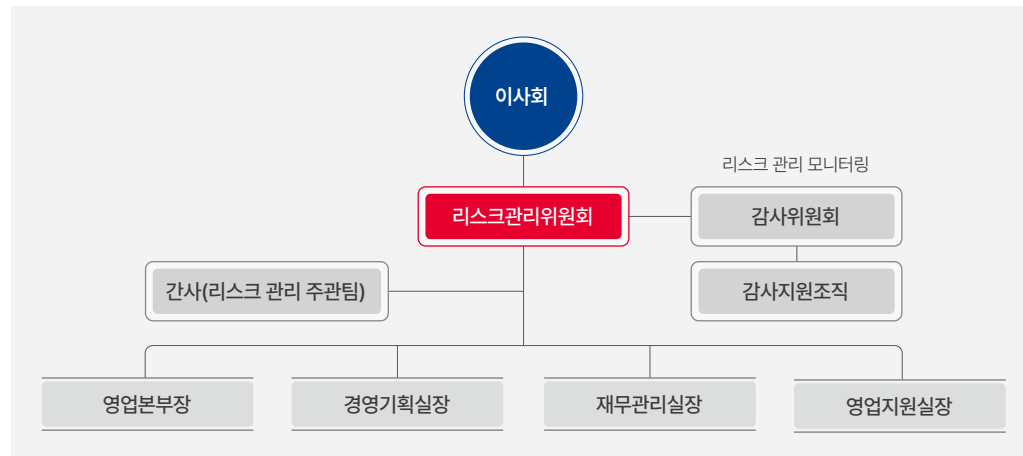 이사회
리스크 관리 모니터링
리스크관리위원회
감사위원회
간사(리스크 관리 주관팀)
감사지원조직
영업본부장
경영기획실장
재무관리실장
영업지원실장